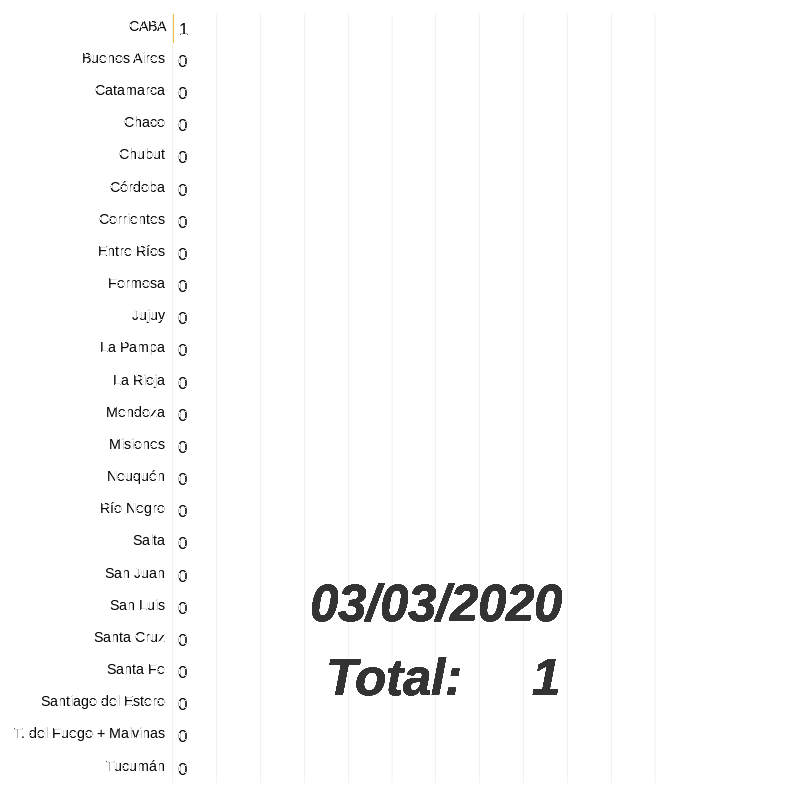 CABA 1
Buenos Aires 0
Catamarca 0
Chaco 0
Chubut 0
Córdoba 0
Corrientes 0
Entre Ríos 0
Formosa 0
Jujuy 0
La Pampa 0
La Rioja 0
Mendoza 0
Misiones 0
Neuquén 0
Río Negro 0
Salta 0
San Juan 0
San Luis 0
Santa Cruz 0
Santa Fe 0
Santiago del Estero 0
T. del Fuego + Malvinas 0
Tucumán 0
03/03/2020
Total: 1